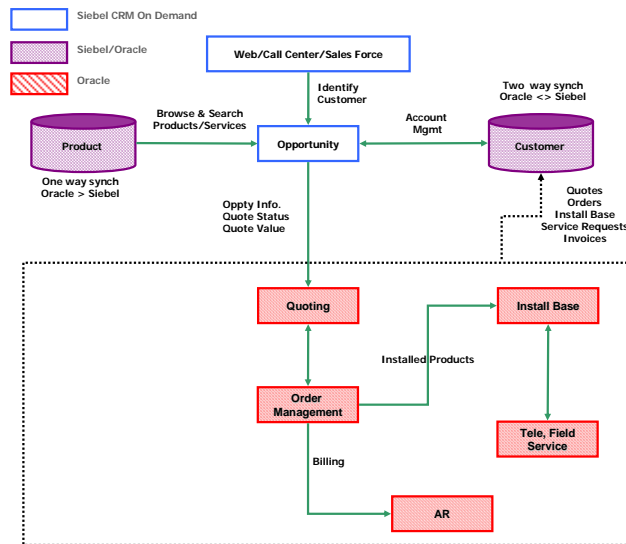 Siebel CRM On Demand
Siebel/Oracle
Oracle
Web/Call Center/Sales Force
Identify
Customer
Two way synch
Oracle <> Siebel
Browse & Search
Products/Services
Account
Mgmt
Product
Opportunity
Customer
One way synch
Oracle > Siebel
Oppty Info.
Quote Status
Quote Value
Quotes
Orders
Install Base
Service Requests
Invoices
Quoting
Install Base
Installed Products
Order
Management
Tele, Field
Service
Billing
AR